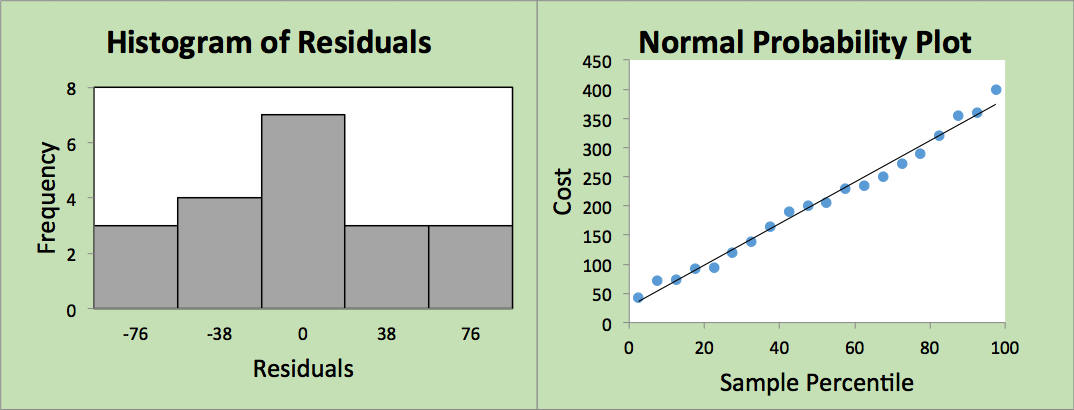 Histogram of Residuals
8
6
4
2
0
Frequency
-76 -38 0 38 76
Residuals
Normal Probability Plot
450
400
350
300
250
200
150
100
50
0
Cost
0 20 40 60 80 100
Sample Percentile